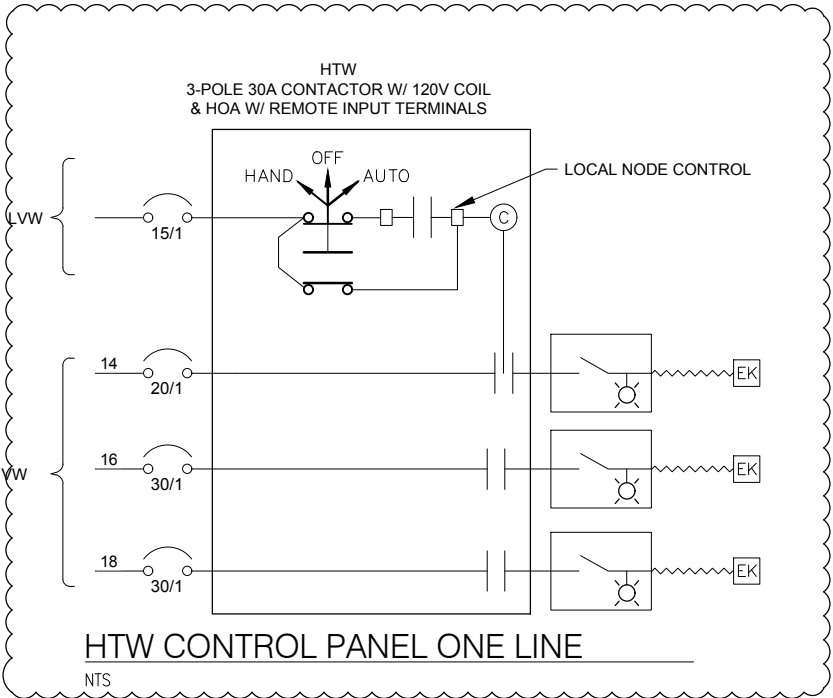 HTW
3-POLE 30A CONTACTOR W/ 120V COIL
& HOA W/ REMOTE INPUT TERMINALS
OFF
HAND
AUTO
LOCAL NODE CONTROL
LVW
15/1
C
14
20/1
EK
VW
16
30/1
EK
18
30/1
EK
HTW CONTROL PANEL ONE LINE
NTS